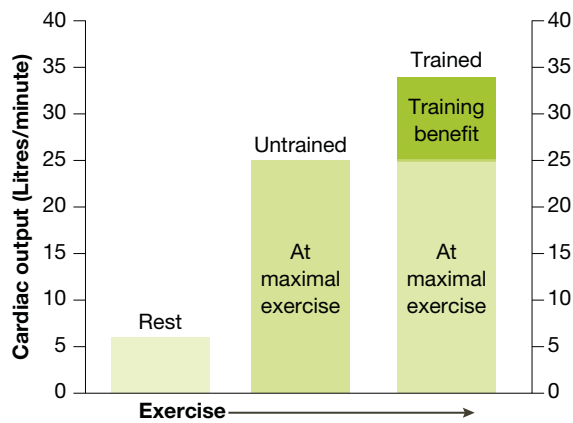 Cardiac output (Litres/minute)
40
35
30
25
20
15
10
5
0
Rest
Untrained
At
maximal
exercise
Trained
Training
benefit
At
maximal
exercise
40
35
30
25
20
15
10
5
0
Exercise